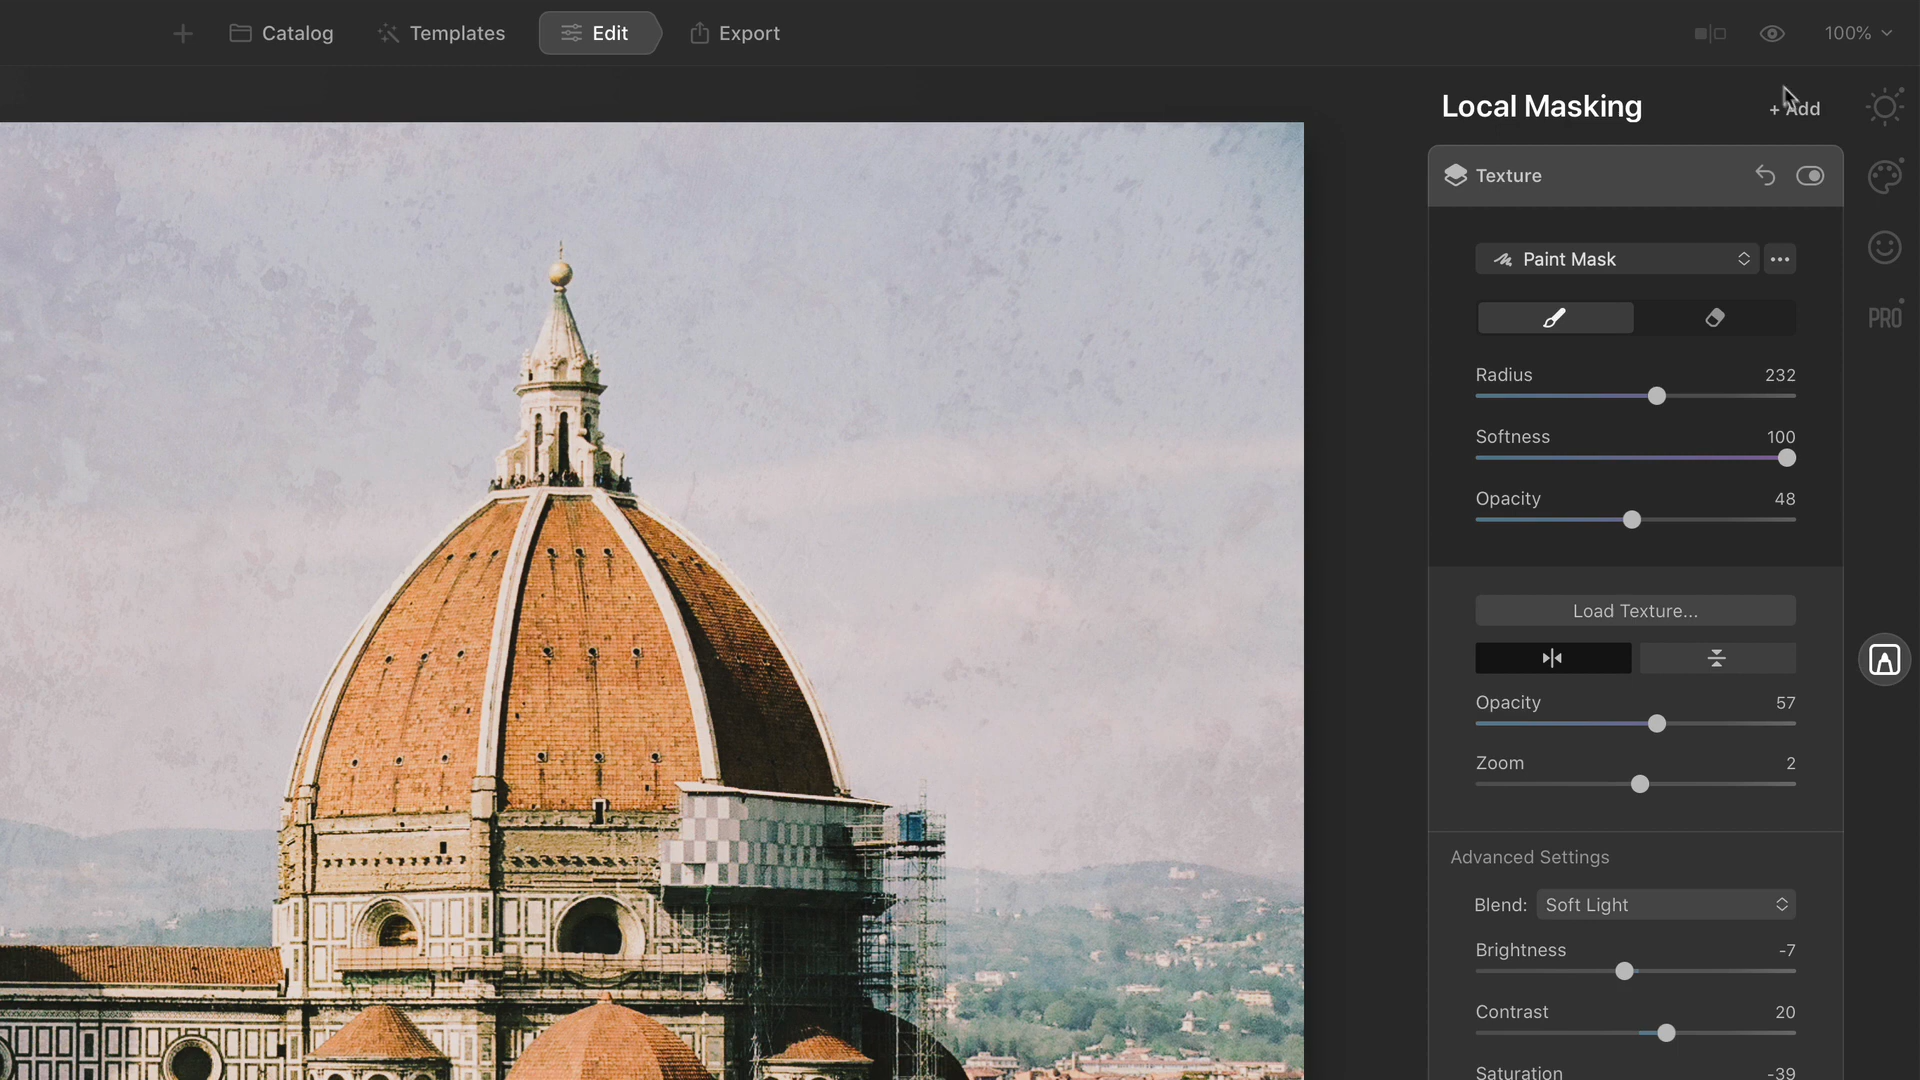 Catalog
Templates
Edit
Export
100%
Local Masking
+ Add
Texture
Paint Mask
Radius 232
Softness 100
Opacity 48
Load Texture...
Opacity 57
Zoom 2
Advanced Settings
Blend: Soft Light
Brightness -7
Contrast 20
Saturation -39
PRO